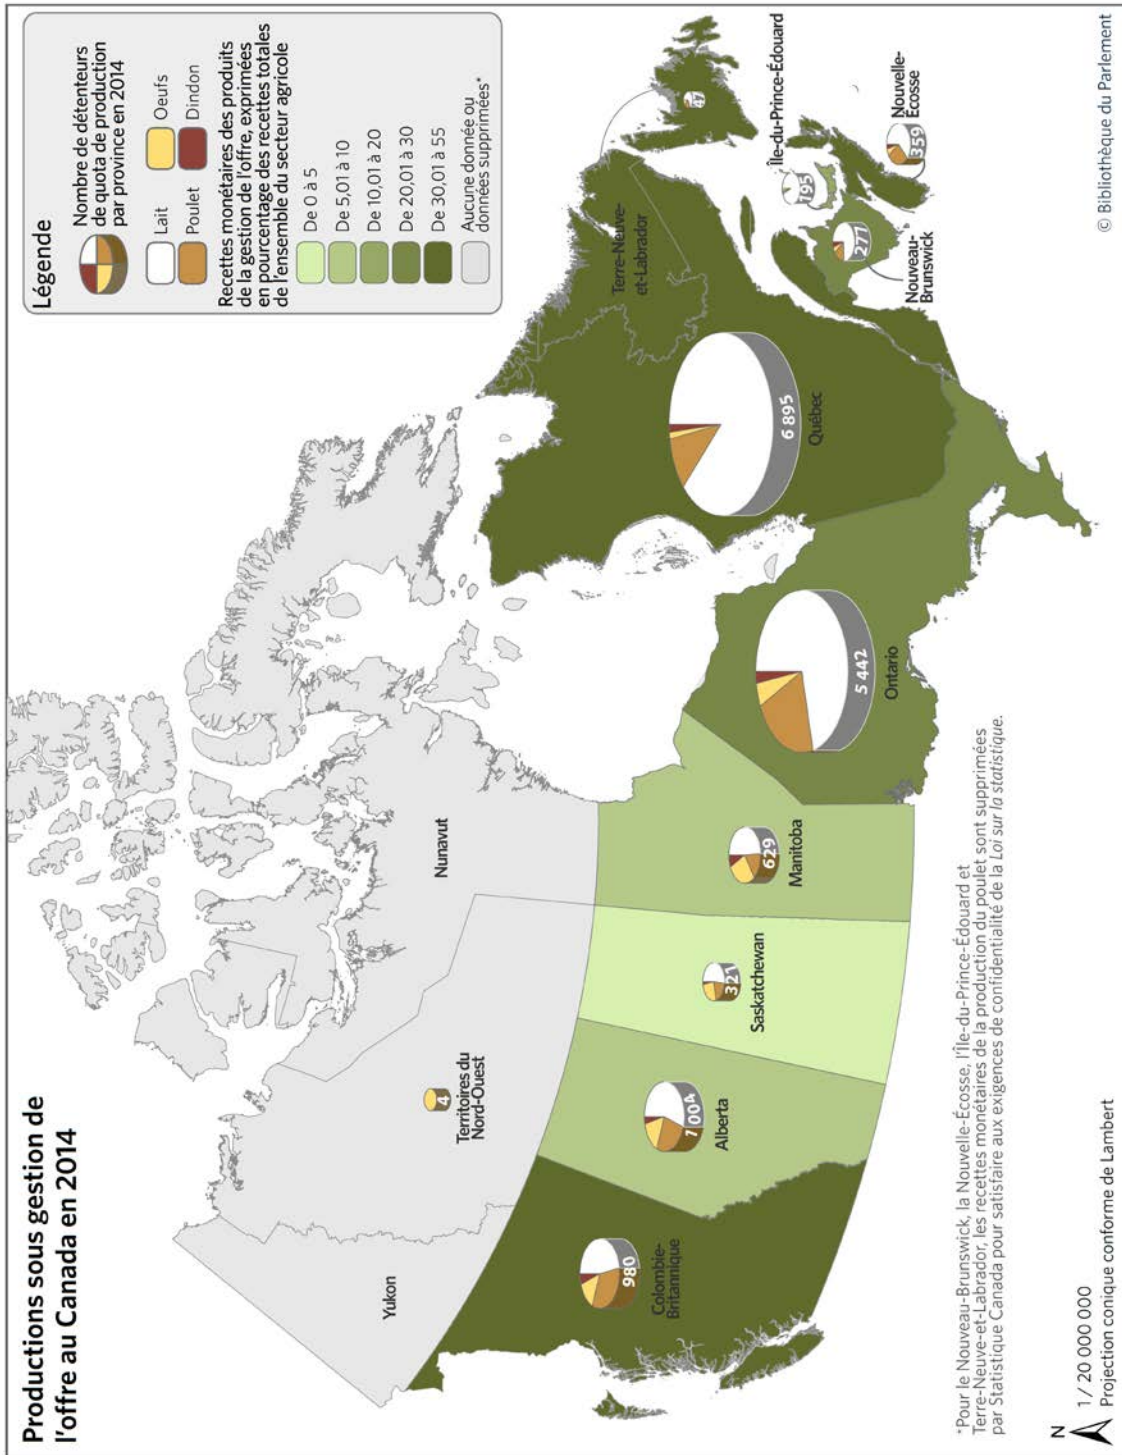 Productions sous gestion de
l'offre au Canada en 2014
Légende
Nombre de détenteurs
de quota de production
par province en 2014
Lait
Oeufs
Poulet
Dindon
Recettes monétaires des produits
de la gestion de l'offre, exprimées
en pourcentage des recettes totales
de l'ensemble du secteur agricole
De 0 à 5
De 5,01 à 10
De 10,01 à 20
De 20,01 à 30
De 30,01 à 55
Aucune donnée ou
données supprimées*
Yukon
4
Territoires du
Nord-Ouest
Nunavut
980
Colombie-
Britannique
1 004
Alberta
321
Saskatchewan
629
Manitoba
5 442
Ontario
6 895
Québec
Terre-Neuve-
et-Labrador
47
Île-du-Prince-Édouard
195
277
Nouveau-
Brunswick
Nouvelle-
Écosse
359
*Pour le Nouveau-Brunswick, la Nouvelle-Écosse, l'Île-du-Prince-Édouard et
Terre-Neuve-et-Labrador, les recettes monétaires de la production du poulet sont supprimées
par Statistique Canada pour satisfaire aux exigences de confidentialité de la Loi sur la statistique.
N
1 / 20 000 000
Projection conique conforme de Lambert
© Bibliothèque du Parlement